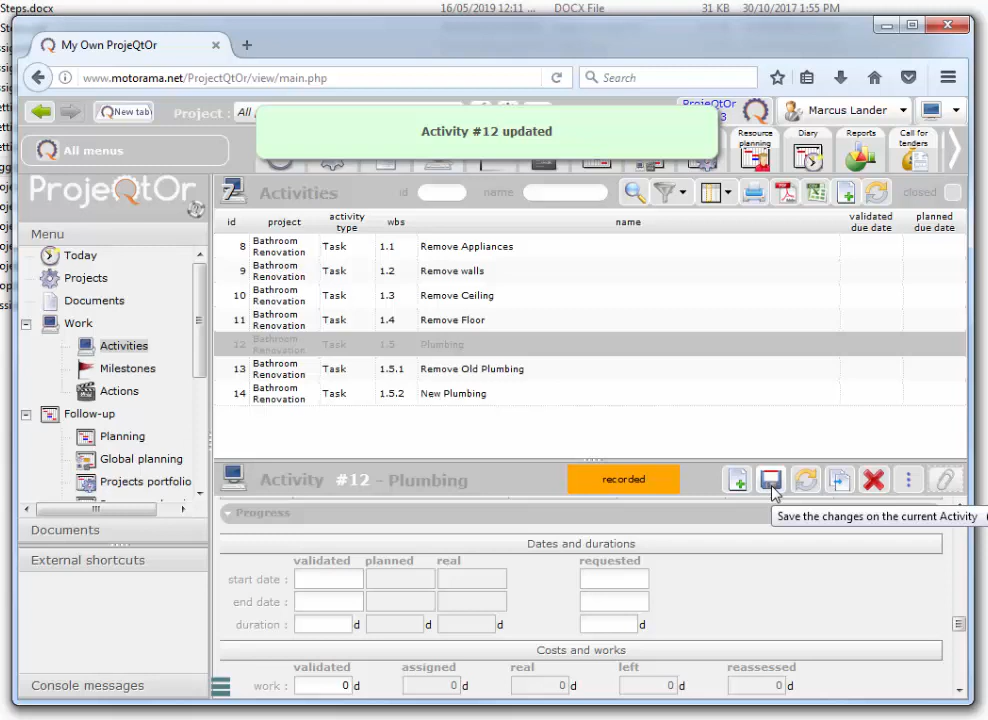 Steps.docx 16/05/2019 12:11 ... DOCX File 31 KB 30/10/2017 1:55 PM
My Own ProjeQtOr
www.motorama.net/ProjectQtOr/view/main.php
Search
New tab Project : All ProjeQtOr Marcus Lander
3
Activity #12 updated
All menus
Resource planning Diary Reports Call for tenders
ProjeQtOr
Activities id name closed
id project activity type wbs name validated due date planned due date
8 Bathroom Renovation Task 1.1 Remove Appliances
9 Bathroom Renovation Task 1.2 Remove walls
10 Bathroom Renovation Task 1.3 Remove Ceiling
11 Bathroom Renovation Task 1.4 Remove Floor
12 Bathroom Renovation Task 1.5 Plumbing
13 Bathroom Renovation Task 1.5.1 Remove Old Plumbing
14 Bathroom Renovation Task 1.5.2 New Plumbing
Menu
Today
Projects
Documents
Work
Activities
Milestones
Actions
Follow-up
Planning
Global planning
Projects portfolio
Documents
External shortcuts
Console messages
Activity #12 - Plumbing recorded
Save the changes on the current Activity (
Progress
Dates and durations
validated planned real requested
start date :
end date :
duration : d d d d
Costs and works
validated assigned real left reassessed
work : 0 d 0 d 0 d 0 d 0 d